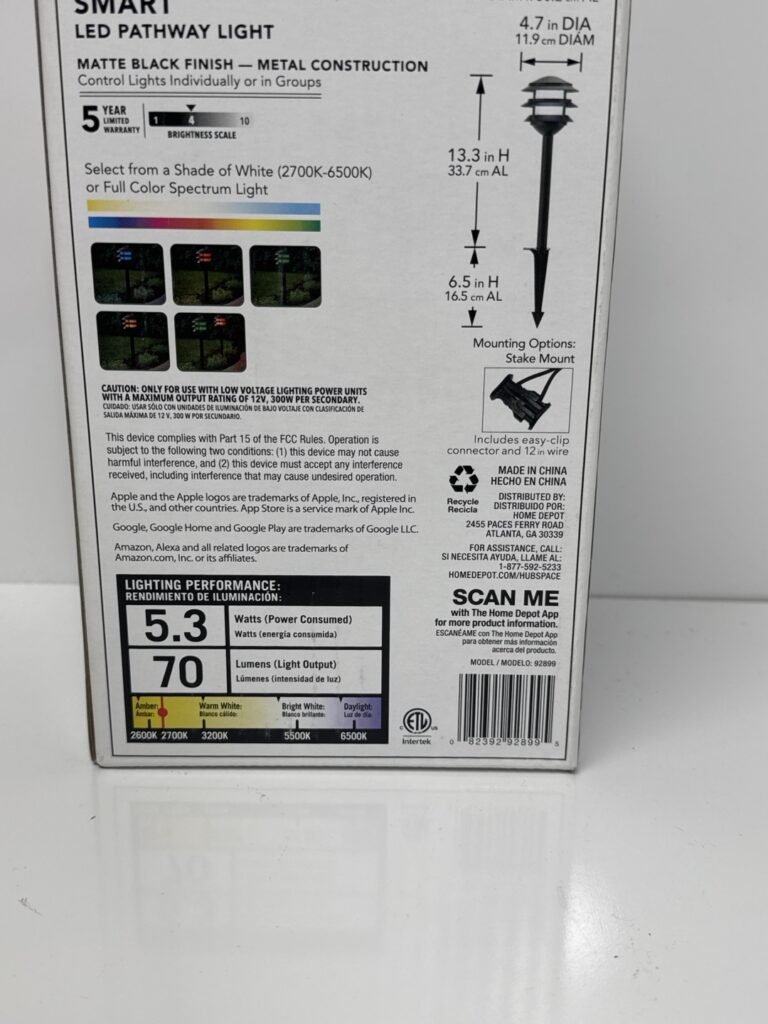 SMART
LED PATHWAY LIGHT
MATTE BLACK FINISH — METAL CONSTRUCTION
Control Lights Individually or in Groups
5 YEAR
LIMITED
WARRANTY
1 4 10
BRIGHTNESS SCALE
Select from a Shade of White (2700K-6500K)
or Full Color Spectrum Light
CAUTION: ONLY FOR USE WITH LOW VOLTAGE LIGHTING POWER UNITS
WITH A MAXIMUM OUTPUT RATING OF 12V, 300W PER SECONDARY.
CUIDADO: USAR SÓLO CON UNIDADES DE ILUMINACIÓN DE BAJO VOLTAJE CON CLASIFICACIÓN DE
SALIDA MÁXIMA DE 12 V, 300 W POR SECUNDARIO.
This device complies with Part 15 of the FCC Rules. Operation is
subject to the following two conditions: (1) this device may not cause
harmful interference, and (2) this device must accept any interference
received, including interference that may cause undesired operation.
Apple and the Apple logos are trademarks of Apple, Inc., registered in
the U.S., and other countries. App Store is a service mark of Apple Inc.
Google, Google Home and Google Play are trademarks of Google LLC.
Amazon, Alexa and all related logos are trademarks of
Amazon.com, Inc. or its affiliates.
LIGHTING PERFORMANCE:
RENDIMIENTO DE ILUMINACIÓN:
5.3 Watts (Power Consumed)
Watts (energía consumida)
70 Lumens (Light Output)
Lúmenes (intensidad de luz)
Amber: Warm White: Bright White: Daylight:
Ámbar: Blanco cálido: Blanco brillante: Luz de día:
2600K 2700K 3200K 5500K 6500K
4.7 in DIA
11.9 cm DIÁM
13.3 in H
33.7 cm AL
6.5 in H
16.5 cm AL
Mounting Options:
Stake Mount
Includes easy-clip
connector and 12 in wire
Recycle
Recicla
MADE IN CHINA
HECHO EN CHINA
DISTRIBUTED BY:
DISTRIBUIDO POR:
HOME DEPOT
2455 PACES FERRY ROAD
ATLANTA, GA 30339
FOR ASSISTANCE, CALL:
SI NECESITA AYUDA, LLAME AL:
1-877-592-5233
HOMEDEPOT.COM/HUBSPACE
SCAN ME
with The Home Depot App
for more product information.
ESCANÉAME con The Home Depot App
para obtener más información
acerca del producto.
MODEL / MODELO: 92899
C ETL US
Intertek
0 82392 92899 5